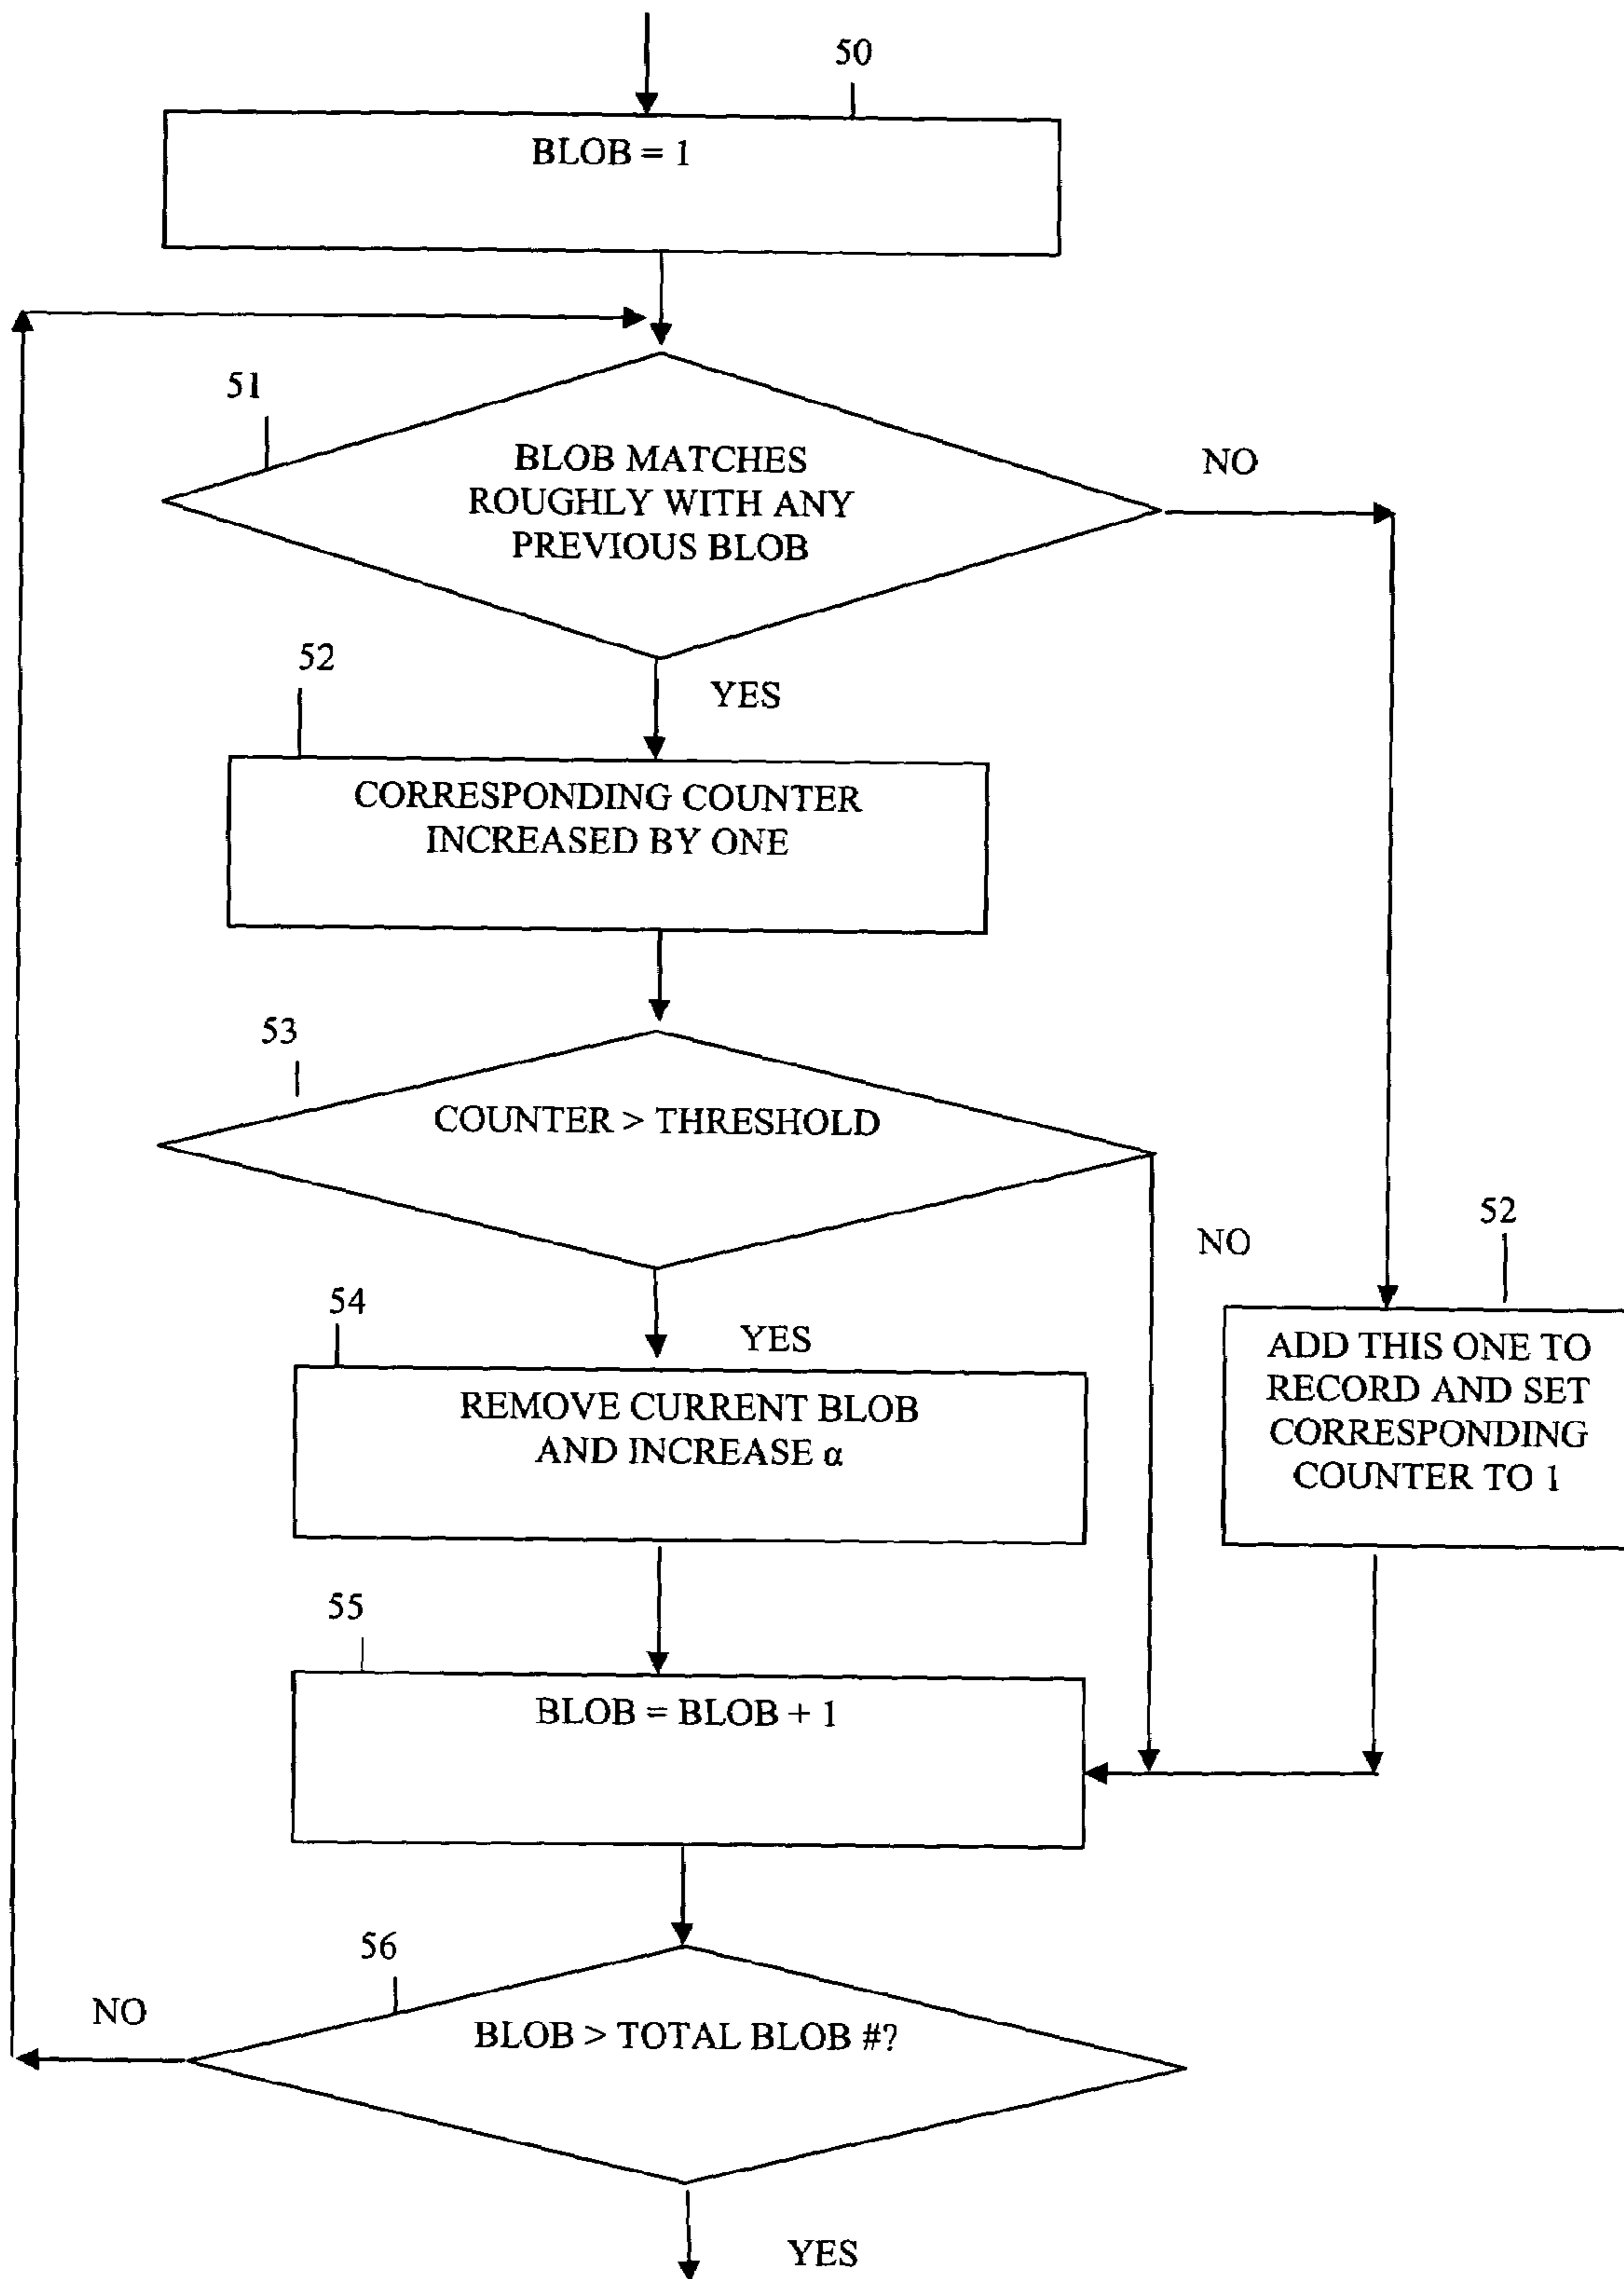 50
BLOB = 1
51
BLOB MATCHES
ROUGHLY WITH ANY
PREVIOUS BLOB
NO
52
YES
CORRESPONDING COUNTER
INCREASED BY ONE
53
COUNTER > THRESHOLD
NO
52
54
YES
REMOVE CURRENT BLOB
AND INCREASE α
ADD THIS ONE TO
RECORD AND SET
CORRESPONDING
COUNTER TO 1
55
BLOB = BLOB + 1
56
NO
BLOB > TOTAL BLOB #?
YES